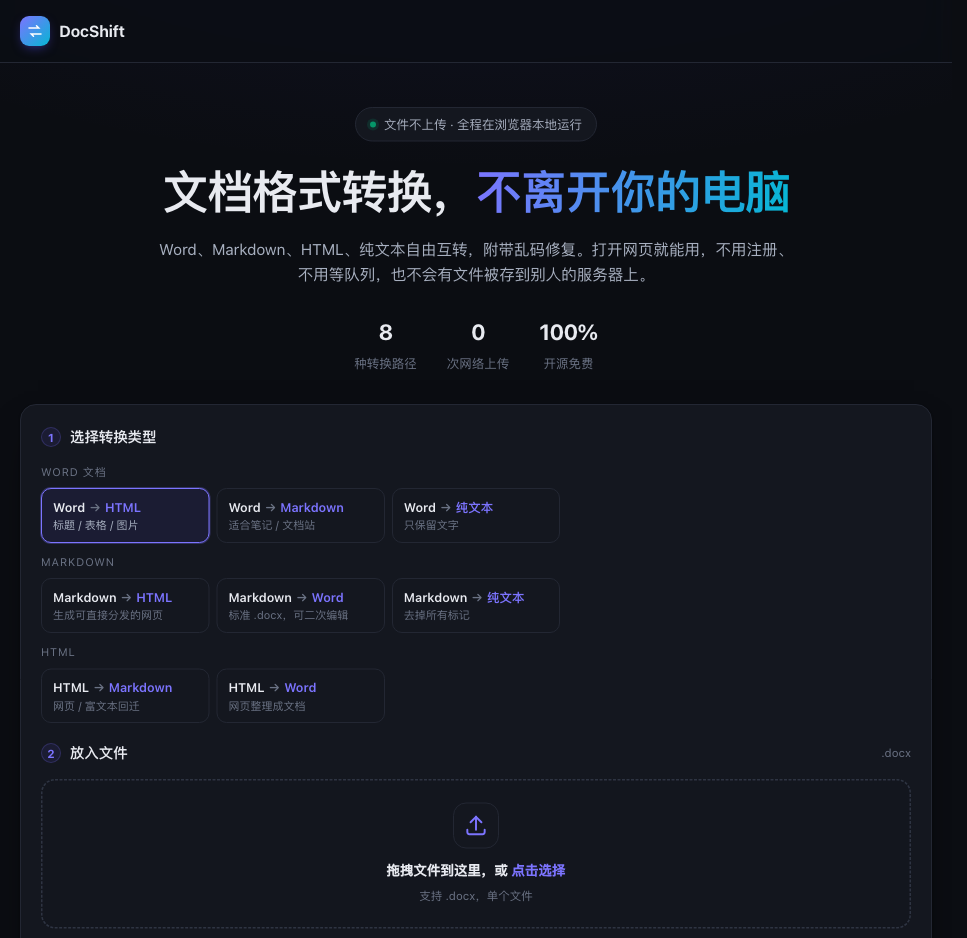 DocShift
文件不上传 · 全程在浏览器本地运行
文档格式转换，不离开你的电脑
Word、Markdown、HTML、纯文本自由互转，附带乱码修复。打开网页就能用，不用注册、
不用等队列，也不会有文件被存到别人的服务器上。
8 0 100%
种转换路径 次网络上传 开源免费
1 选择转换类型
WORD 文档
Word → HTML Word → Markdown Word → 纯文本
标题 / 表格 / 图片 适合笔记 / 文档站 只保留文字
MARKDOWN
Markdown → HTML Markdown → Word Markdown → 纯文本
生成可直接分发的网页 标准 .docx，可二次编辑 去掉所有标记
HTML
HTML → Markdown HTML → Word
网页 / 富文本回迁 网页整理成文档
2 放入文件 .docx
拖拽文件到这里，或 点击选择
支持 .docx，单个文件